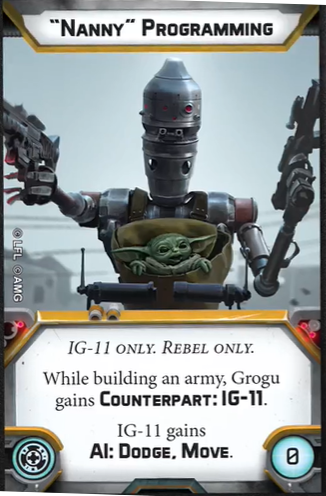 “Nanny” Programming
© LFL ©AMG
IG-11 only. Rebel only.
While building an army, Grogu
gains Counterpart: IG-11.
IG-11 gains
AI: Dodge, Move.
0